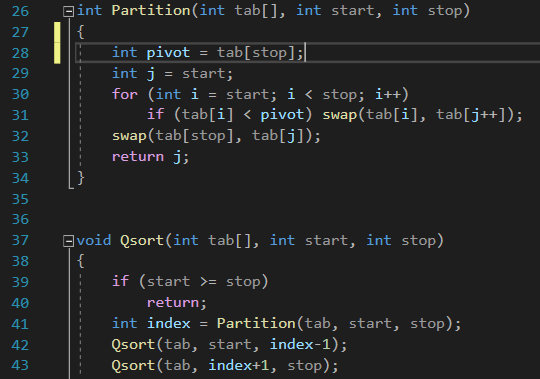 26 int Partition(int tab[], int start, int stop)
27 {
28     int pivot = tab[stop];
29     int j = start;
30     for (int i = start; i < stop; i++)
31         if (tab[i] < pivot) swap(tab[i], tab[j++]);
32     swap(tab[stop], tab[j]);
33     return j;
34 }
35
36
37 void Qsort(int tab[], int start, int stop)
38 {
39     if (start >= stop)
40         return;
41     int index = Partition(tab, start, stop);
42     Qsort(tab, start, index-1);
43     Qsort(tab, index+1, stop);